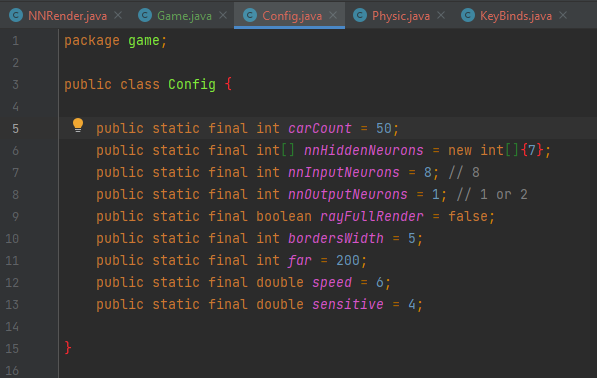 NNRender.java Game.java Config.java Physic.java KeyBinds.java
1 package game;
2
3 public class Config {
4
5 public static final int carCount = 50;
6 public static final int[] nnHiddenNeurons = new int[]{7};
7 public static final int nnInputNeurons = 8; // 8
8 public static final int nnOutputNeurons = 1; // 1 or 2
9 public static final boolean rayFullRender = false;
10 public static final int bordersWidth = 5;
11 public static final int far = 200;
12 public static final double speed = 6;
13 public static final double sensitive = 4;
14
15 }
16